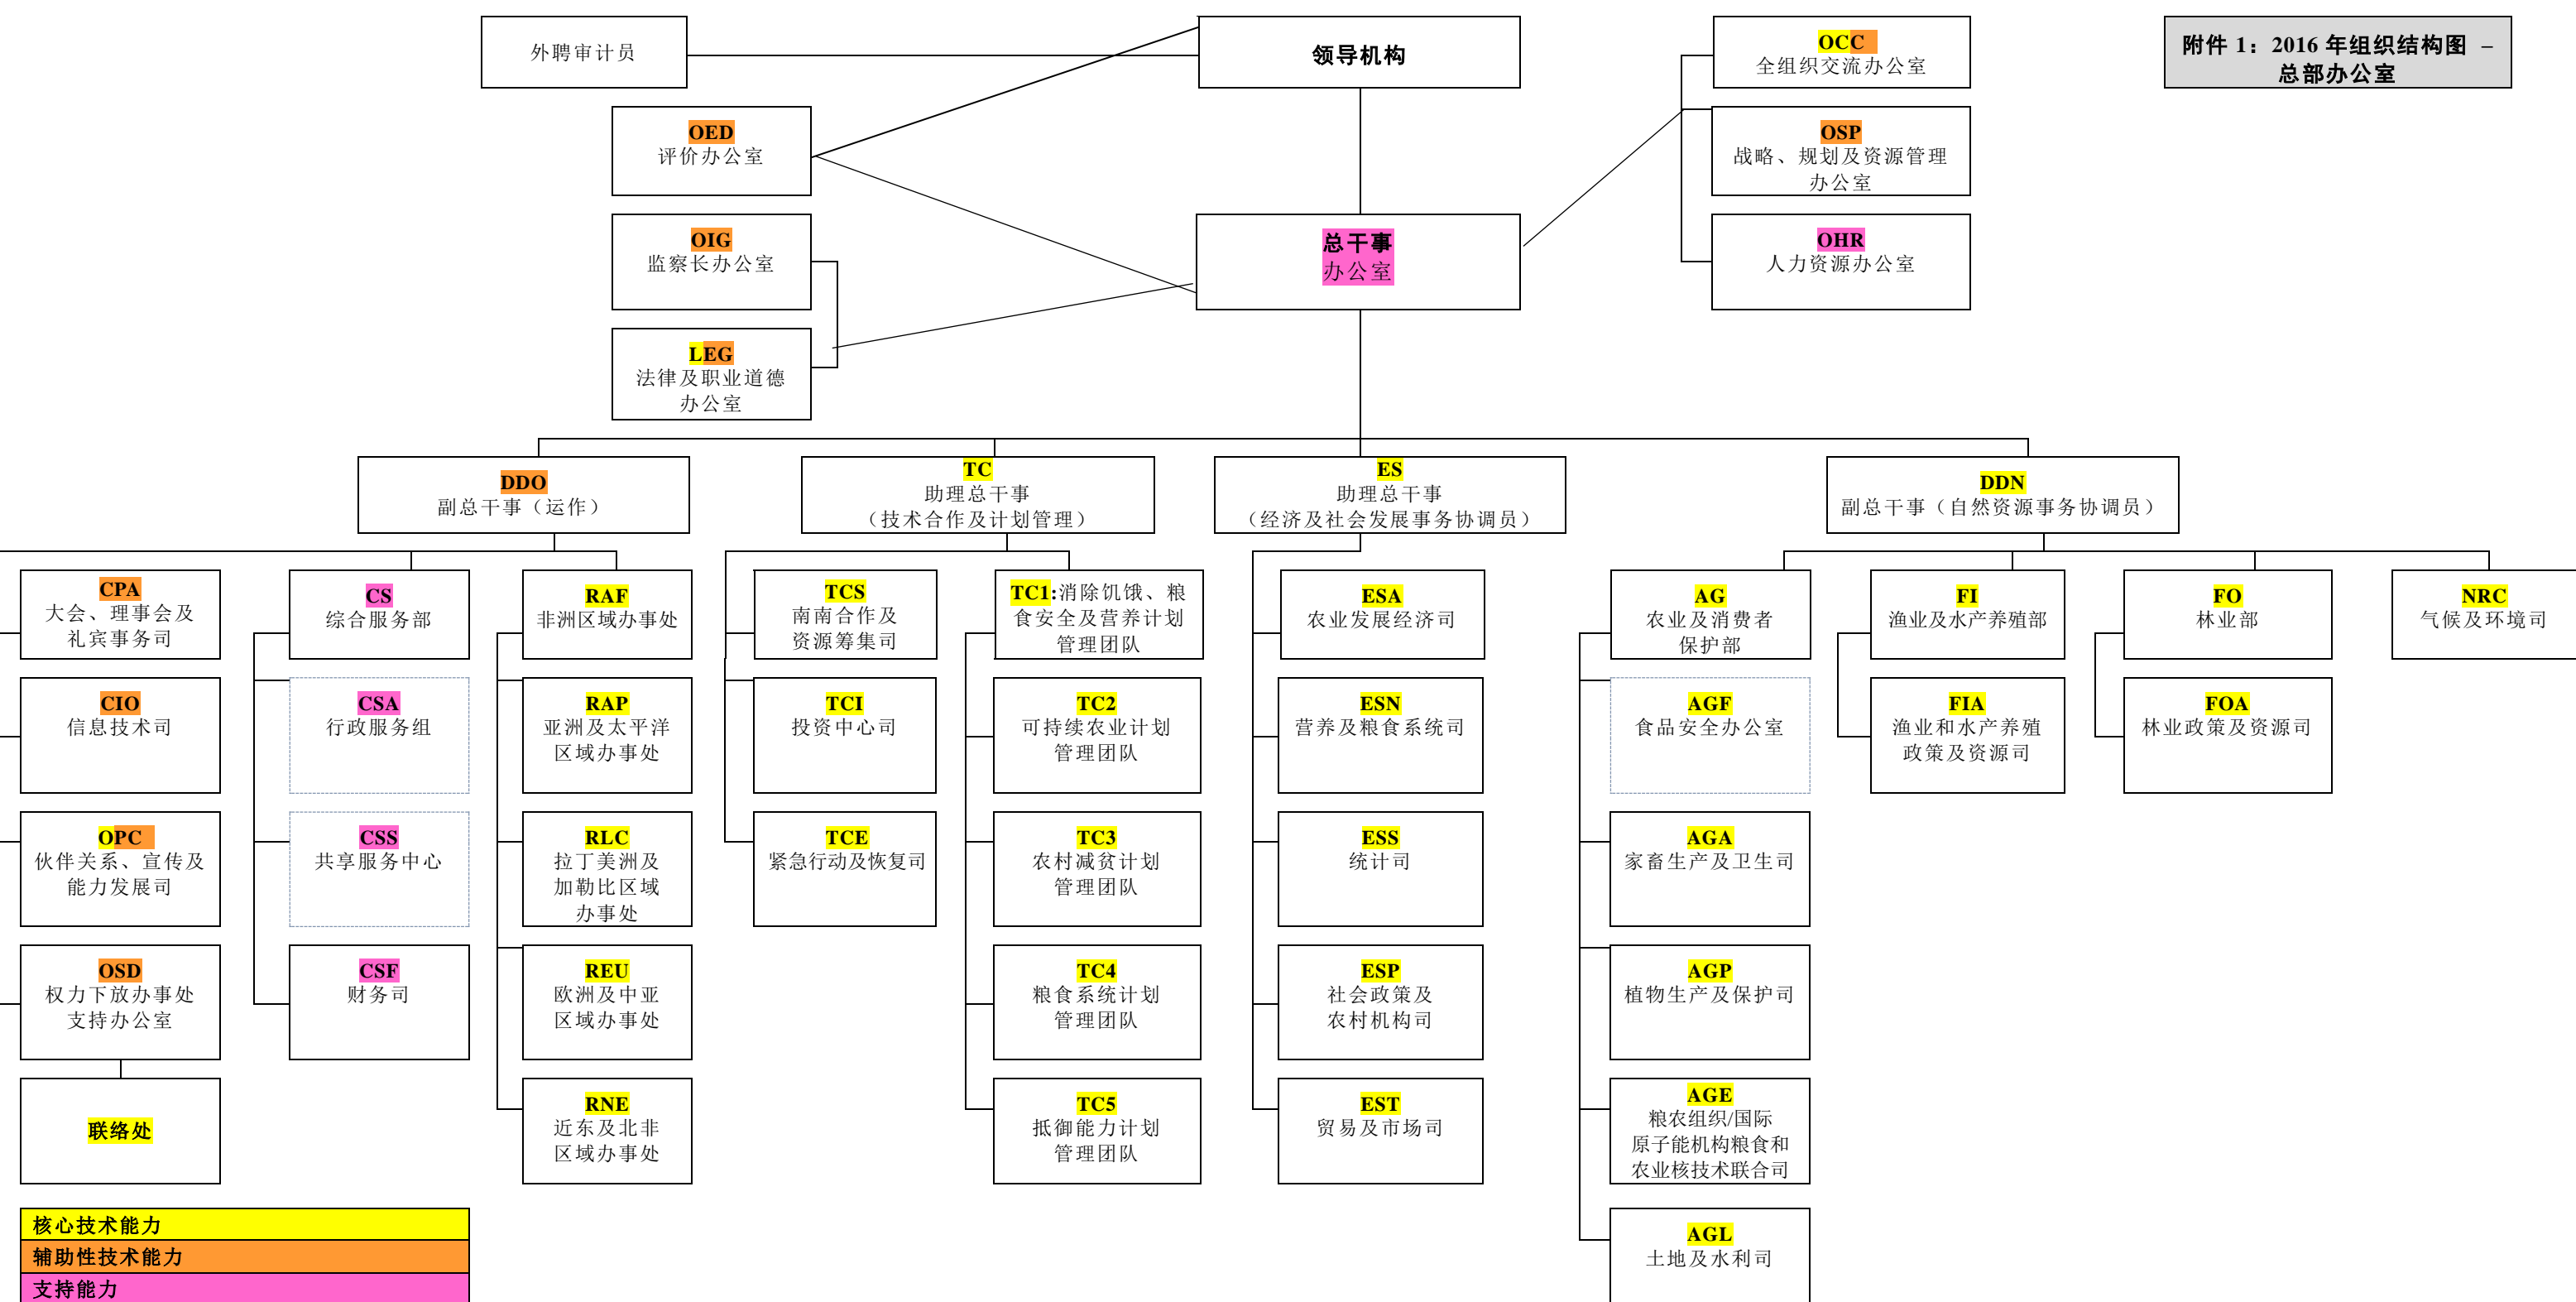 外聘审计员
领导机构
OCC
全组织交流办公室
附件 1：2016 年组织结构图 –
总部办公室
OED
评价办公室
OSP
战略、规划及资源管理
办公室
OIG
监察长办公室
总干事
办公室
OHR
人力资源办公室
LEG
法律及职业道德
办公室
DDO
副总干事（运作）
TC
助理总干事
（技术合作及计划管理）
ES
助理总干事
（经济及社会发展事务协调员）
DDN
副总干事（自然资源事务协调员）
CPA
大会、理事会及
礼宾事务司
CS
综合服务部
RAF
非洲区域办事处
TCS
南南合作及
资源筹集司
TC1:消除饥饿、粮
食安全及营养计划
管理团队
ESA
农业发展经济司
AG
农业及消费者
保护部
FI
渔业及水产养殖部
FO
林业部
NRC
气候及环境司
CIO
信息技术司
CSA
行政服务组
RAP
亚洲及太平洋
区域办事处
TCI
投资中心司
TC2
可持续农业计划
管理团队
ESN
营养及粮食系统司
AGF
食品安全办公室
FIA
渔业和水产养殖
政策及资源司
FOA
林业政策及资源司
OPC
伙伴关系、宣传及
能力发展司
CSS
共享服务中心
RLC
拉丁美洲及
加勒比区域
办事处
TCE
紧急行动及恢复司
TC3
农村减贫计划
管理团队
ESS
统计司
AGA
家畜生产及卫生司
OSD
权力下放办事处
支持办公室
CSF
财务司
REU
欧洲及中亚
区域办事处
TC4
粮食系统计划
管理团队
ESP
社会政策及
农村机构司
AGP
植物生产及保护司
联络处
RNE
近东及北非
区域办事处
TC5
抵御能力计划
管理团队
EST
贸易及市场司
AGE
粮农组织/国际
原子能机构粮食和
农业核技术联合司
AGL
土地及水利司
核心技术能力
辅助性技术能力
支持能力